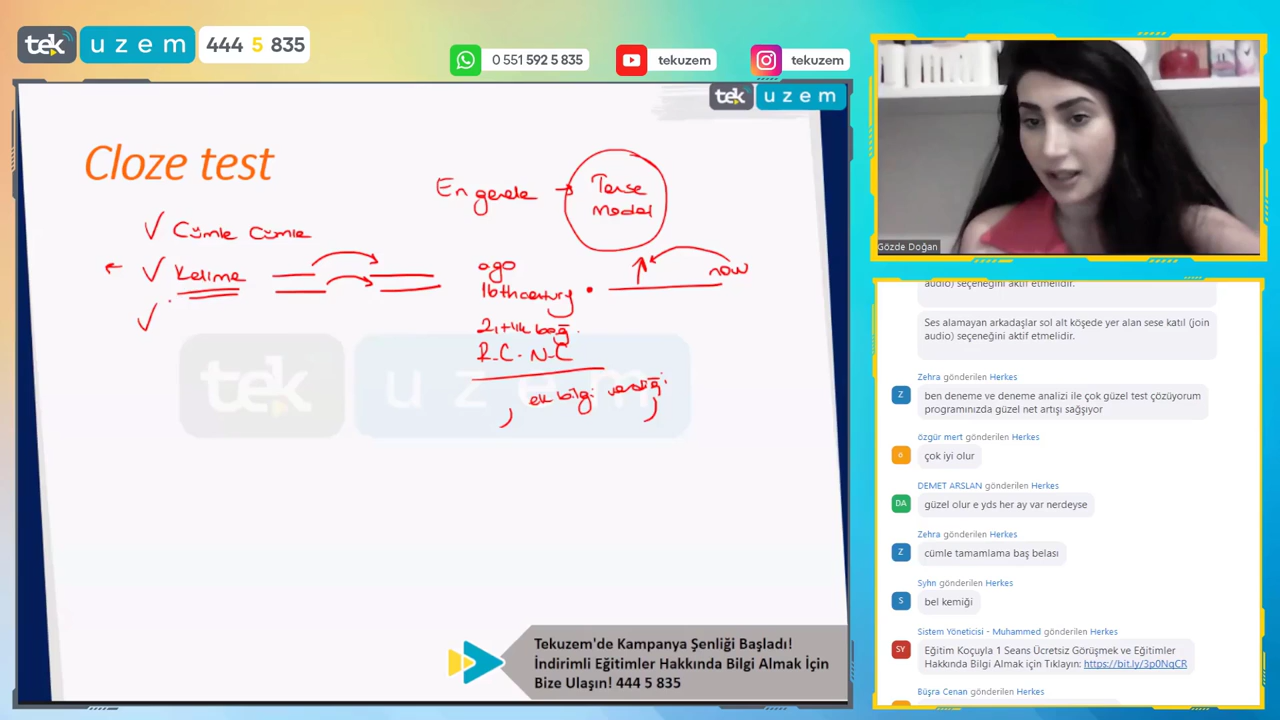 tek uzem 444 5 835
0 551 592 5 835
tekuzem
tekuzem
tek uzem
Cloze test
En genele → Tense
Modal
✓ Cümle Cümle
✓ Kelime
✓
ago
16th century
now
2. + lik bağ.
R.C. N.C
, ek bilgi verdiği,
tek uzem
Tekuzem'de Kampanya Şenliği Başladı!
İndirimli Eğitimler Hakkında Bilgi Almak İçin
Bize Ulaşın! 444 5 835
Gözde Doğan
audio) seçeneğini aktif etmelidir.
Ses alamayan arkadaşlar sol alt köşede yer alan sese katıl (join
audio) seçeneğini aktif etmelidir.
Zehra gönderilen Herkes
Z
ben deneme ve deneme analizi ile çok güzel test çözüyorum
programınızda güzel net artışı sağşıyor
özgür mert gönderilen Herkes
ö
çok iyi olur
DEMET ARSLAN gönderilen Herkes
DA
güzel olur e yds her ay var nerdeyse
Zehra gönderilen Herkes
Z
cümle tamamlama baş belası
Syhn gönderilen Herkes
S
bel kemiği
Sistem Yöneticisi - Muhammed gönderilen Herkes
SY
Eğitim Koçuyla 1 Seans Ücretsiz Görüşmek ve Eğitimler
Hakkında Bilgi Almak için Tıklayın: https://bit.ly/3p0NqCR
Büşra Cenan gönderilen Herkes